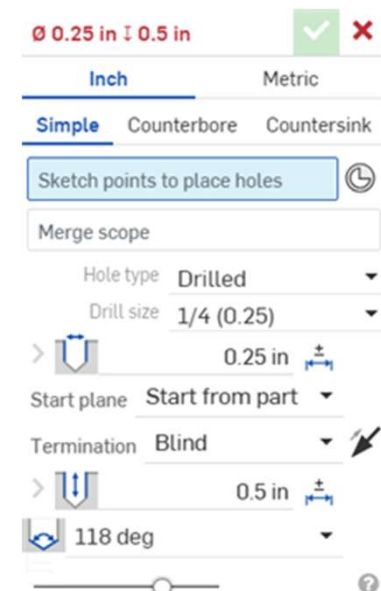 Ø 0.25 in ↧ 0.5 in
Inch Metric
Simple Counterbore Countersink
Sketch points to place holes
Merge scope
Hole type Drilled
Drill size 1/4 (0.25)
0.25 in
Start plane Start from part
Termination Blind
0.5 in
118 deg